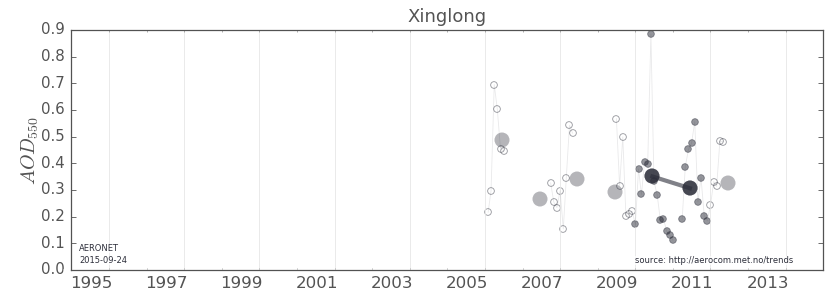 Xinglong
0.9
0.8
0.7
0.6
0.5
0.4
0.3
0.2
0.1
0.0
AOD550
AERONET
2015-09-24
source: http://aerocom.met.no/trends
1995 1997 1999 2001 2003 2005 2007 2009 2011 2013